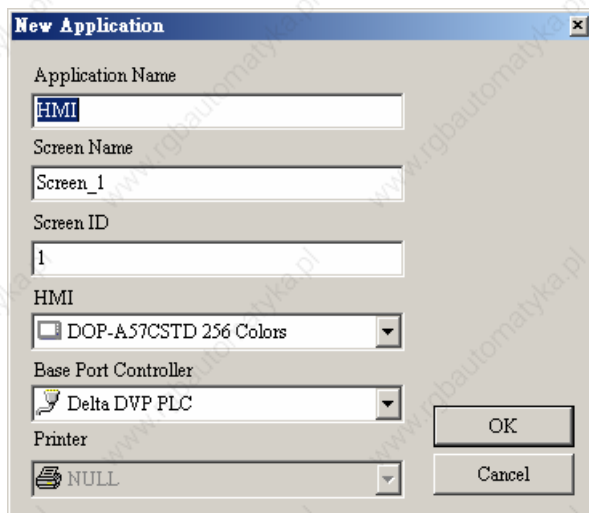 New Application
Application Name
HMI
Screen Name
Screen_1
Screen ID
1
HMI
DOP-A57CSTD 256 Colors
Base Port Controller
Delta DVP PLC
Printer
NULL
OK
Cancel
www.rgbautomatyka.pl